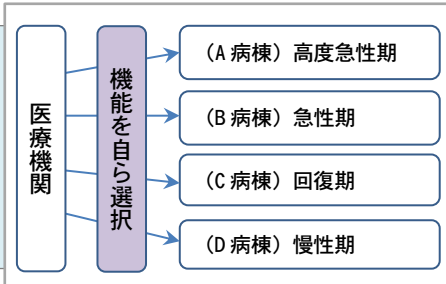 医療機関
機能を自ら選択
（A 病棟）高度急性期
（B 病棟）急性期
（C 病棟）回復期
（D 病棟）慢性期